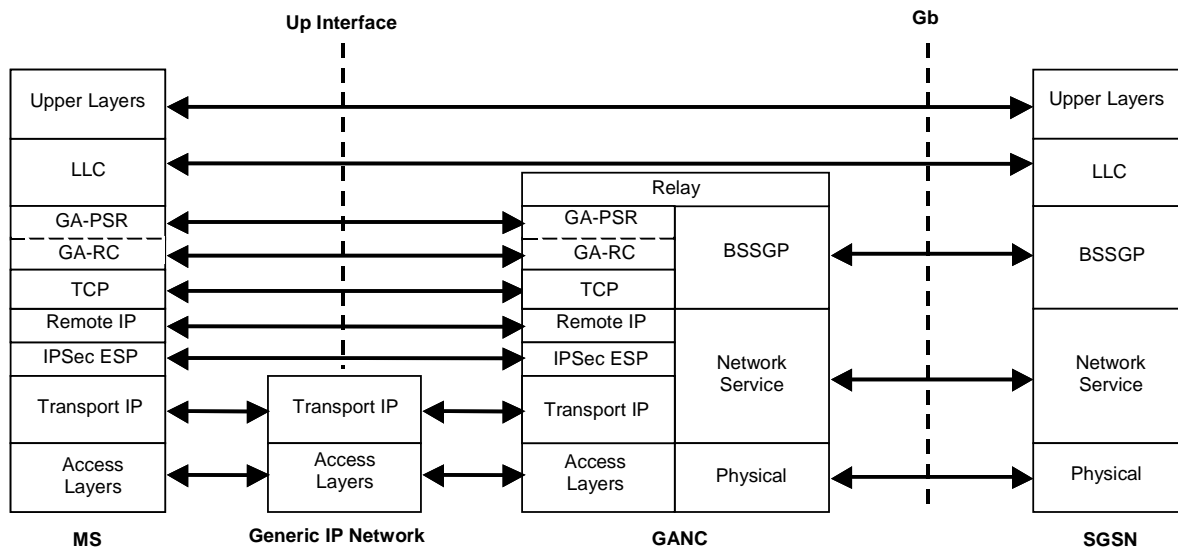 Up Interface
Gb
Upper Layers
Upper Layers
LLC
LLC
Relay
GA-PSR
GA-PSR
GA-RC
GA-RC
BSSGP
BSSGP
TCP
TCP
Remote IP
Remote IP
IPSec ESP
IPSec ESP
Network
Service
Network
Service
Transport IP
Transport IP
Transport IP
Access
Layers
Access
Layers
Access
Layers
Physical
Physical
MS
Generic IP Network
GANC
SGSN